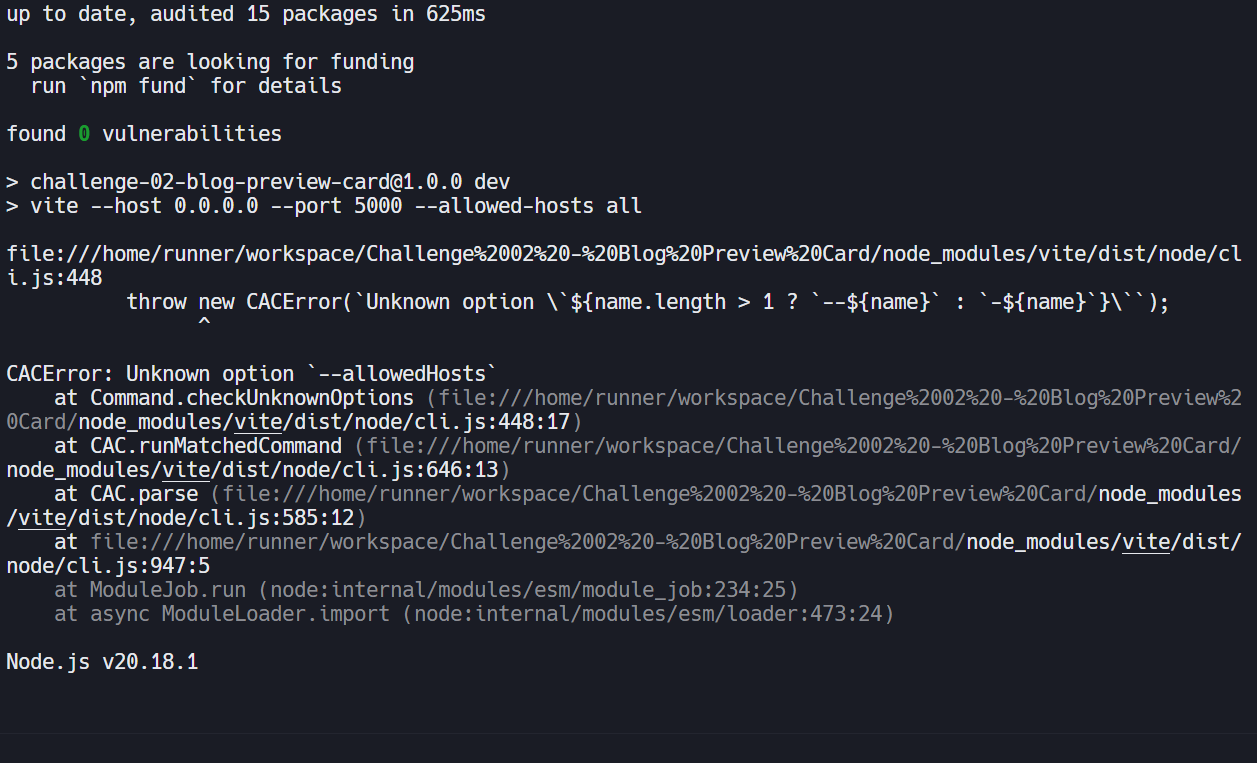 up to date, audited 15 packages in 625ms
5 packages are looking for funding
  run `npm fund` for details
found 0 vulnerabilities
> challenge-02-blog-preview-card@1.0.0 dev
> vite --host 0.0.0.0 --port 5000 --allowed-hosts all
file:///home/runner/workspace/Challenge%2002%20-%20Blog%20Preview%20Card/node_modules/vite/dist/node/cl
i.js:448
          throw new CACError(`Unknown option \`${name.length > 1 ? `--${name}` : `-${name}`}\``);
                ^
CACError: Unknown option `--allowedHosts`
    at Command.checkUnknownOptions (file:///home/runner/workspace/Challenge%2002%20-%20Blog%20Preview%2
0Card/node_modules/vite/dist/node/cli.js:448:17)
    at CAC.runMatchedCommand (file:///home/runner/workspace/Challenge%2002%20-%20Blog%20Preview%20Card/
node_modules/vite/dist/node/cli.js:646:13)
    at CAC.parse (file:///home/runner/workspace/Challenge%2002%20-%20Blog%20Preview%20Card/node_modules
/vite/dist/node/cli.js:585:12)
    at file:///home/runner/workspace/Challenge%2002%20-%20Blog%20Preview%20Card/node_modules/vite/dist/
node/cli.js:947:5
    at ModuleJob.run (node:internal/modules/esm/module_job:234:25)
    at async ModuleLoader.import (node:internal/modules/esm/loader:473:24)
Node.js v20.18.1